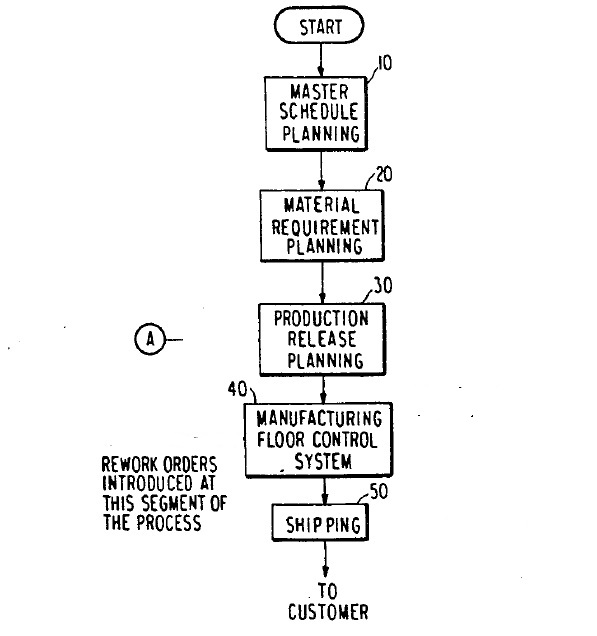 START
10
MASTER
SCHEDULE
PLANNING
20
MATERIAL
REQUIREMENT
PLANNING
30
PRODUCTION
RELEASE
PLANNING
A
40
MANUFACTURING
FLOOR CONTROL
SYSTEM
REWORK ORDERS
INTRODUCED AT
THIS SEGMENT OF
THE PROCESS
50
SHIPPING
TO
CUSTOMER